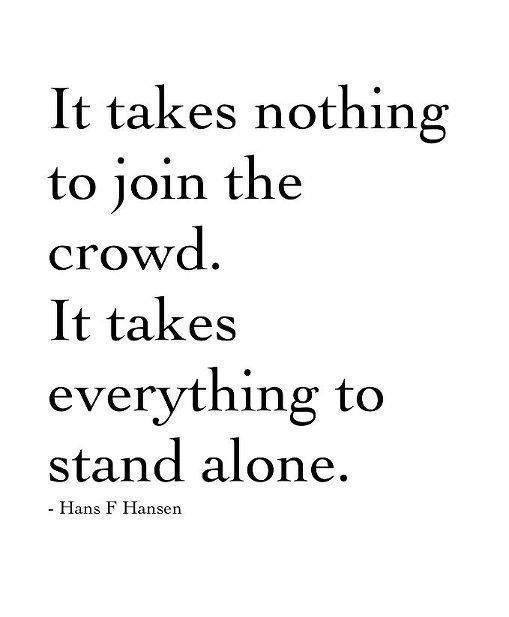 It takes nothing
to join the
crowd.
It takes
everything to
stand alone.
- Hans F Hansen